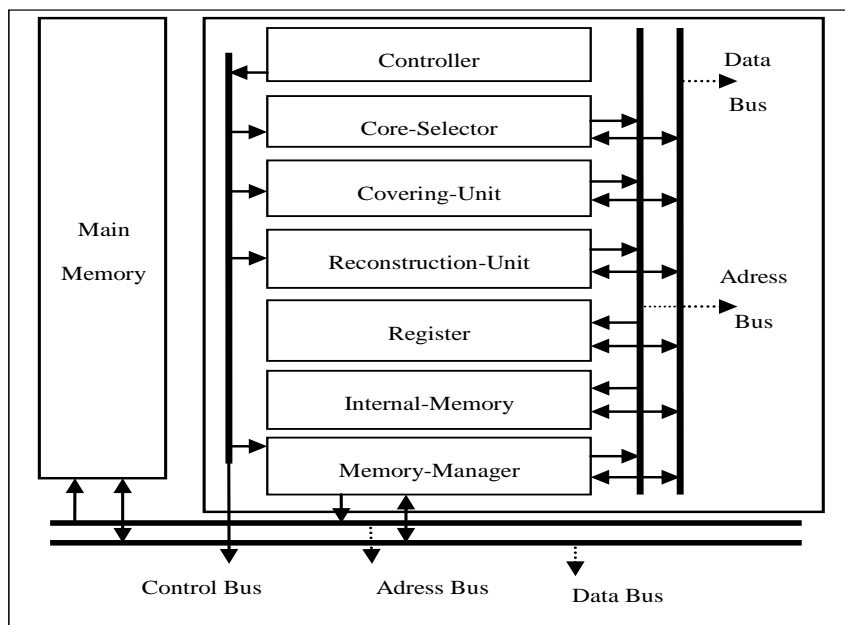 Main
Memory
Controller
Core-Selector
Covering-Unit
Reconstruction-Unit
Register
Internal-Memory
Memory-Manager
Data
Bus
Adress
Bus
Control Bus
Adress Bus
Data Bus